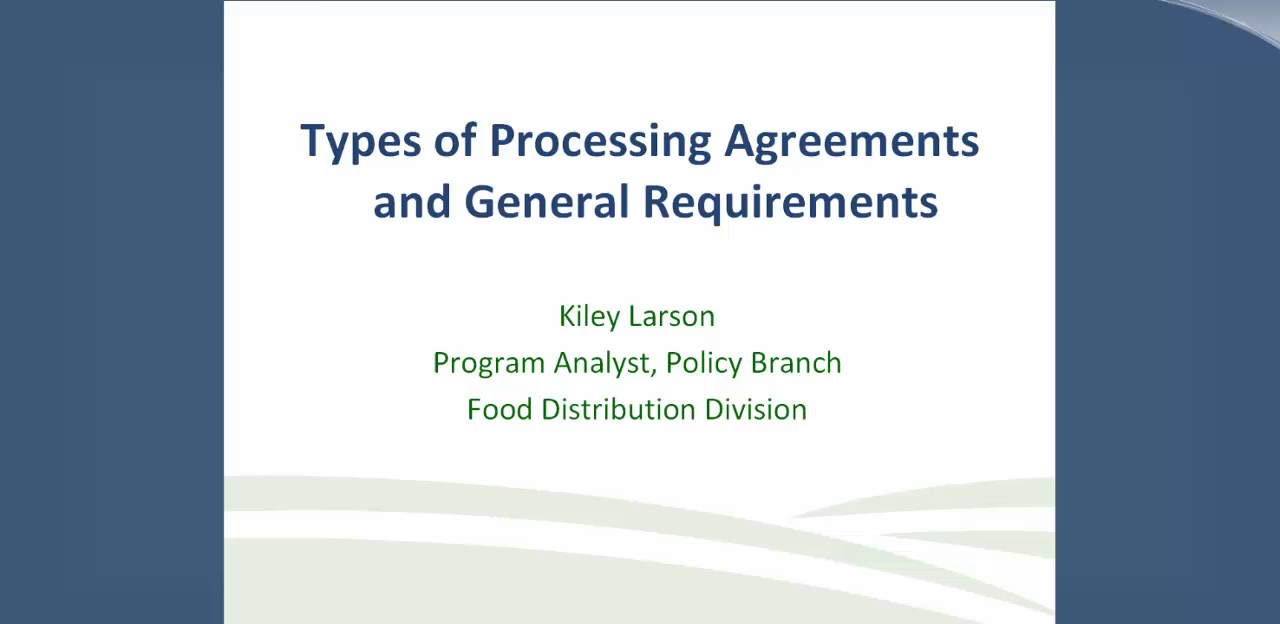 Types of Processing Agreements
and General Requirements
Kiley Larson
Program Analyst, Policy Branch
Food Distribution Division